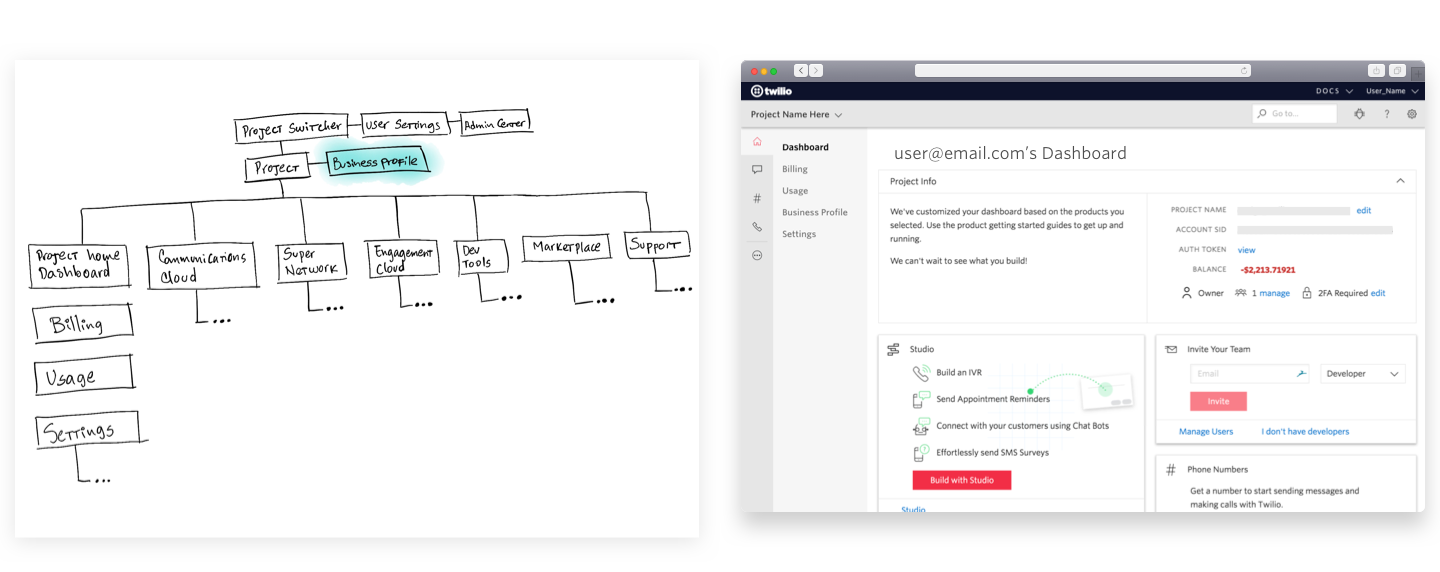 Project Switcher
User Settings
Admin Center
Project
Business Profile
Project home
Dashboard
Communications
Cloud
Super
Network
Engagement
Cloud
Dev
Tools
Marketplace
Support
...
...
...
...
...
...
Billing
Usage
Settings
...
twilio
DOCS
User_Name
Project Name Here
Go to...
?
Dashboard
Billing
Usage
Business Profile
Settings
#
user@email.com's Dashboard
Project Info
We've customized your dashboard based on the products you
selected. Use the product getting started guides to get up and
running.
We can't wait to see what you build!
PROJECT NAME edit
ACCOUNT SID
AUTH TOKEN view
BALANCE -$2,213.71921
Owner 1 manage 2FA Required edit
Studio
Build an IVR
Send Appointment Reminders
Connect with your customers using Chat Bots
Effortlessly send SMS Surveys
Build with Studio
Studio
Invite Your Team
Email
Developer
Invite
Manage Users I don't have developers
# Phone Numbers
Get a number to start sending messages and
making calls with Twilio.